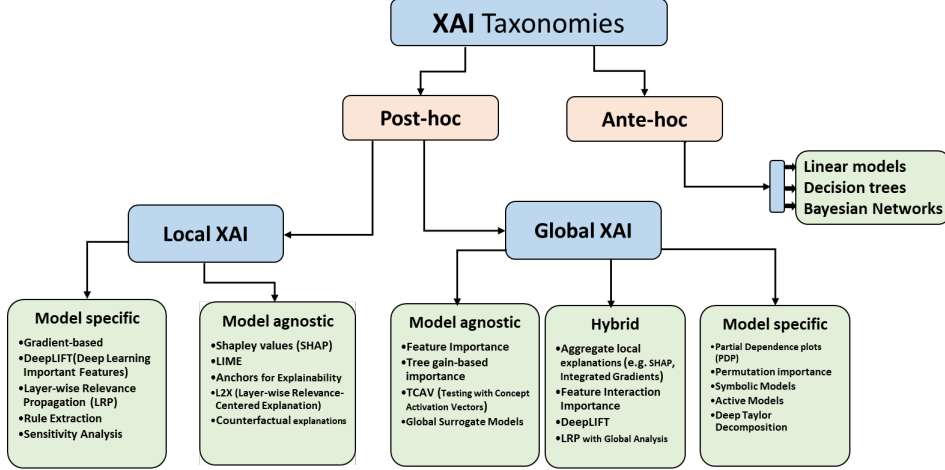 XAI Taxonomies
Post-hoc
Ante-hoc
Linear models
Decision trees
Bayesian Networks
Local XAI
Global XAI
Model specific
•Gradient-based
•DeepLIFT(Deep Learning
Important Features)
•Layer-wise Relevance
Propagation (LRP)
•Rule Extraction
•Sensitivity Analysis
Model agnostic
•Shapley values (SHAP)
•LIME
•Anchors for Explainability
•L2X (Layer-wise Relevance-
Centered Explanation)
•Counterfactual explanations
Model agnostic
•Feature Importance
•Tree gain-based
importance
•TCAV (Testing with Concept
Activation Vectors)
•Global Surrogate Models
Hybrid
•Aggregate local
explanations (e.g. SHAP,
Integrated Gradients)
•Feature Interaction
Importance
•DeepLIFT
•LRP with Global Analysis
Model specific
•Partial Dependence plots
(PDP)
•Permutation importance
•Symbolic Models
•Active Models
•Deep Taylor
Decomposition